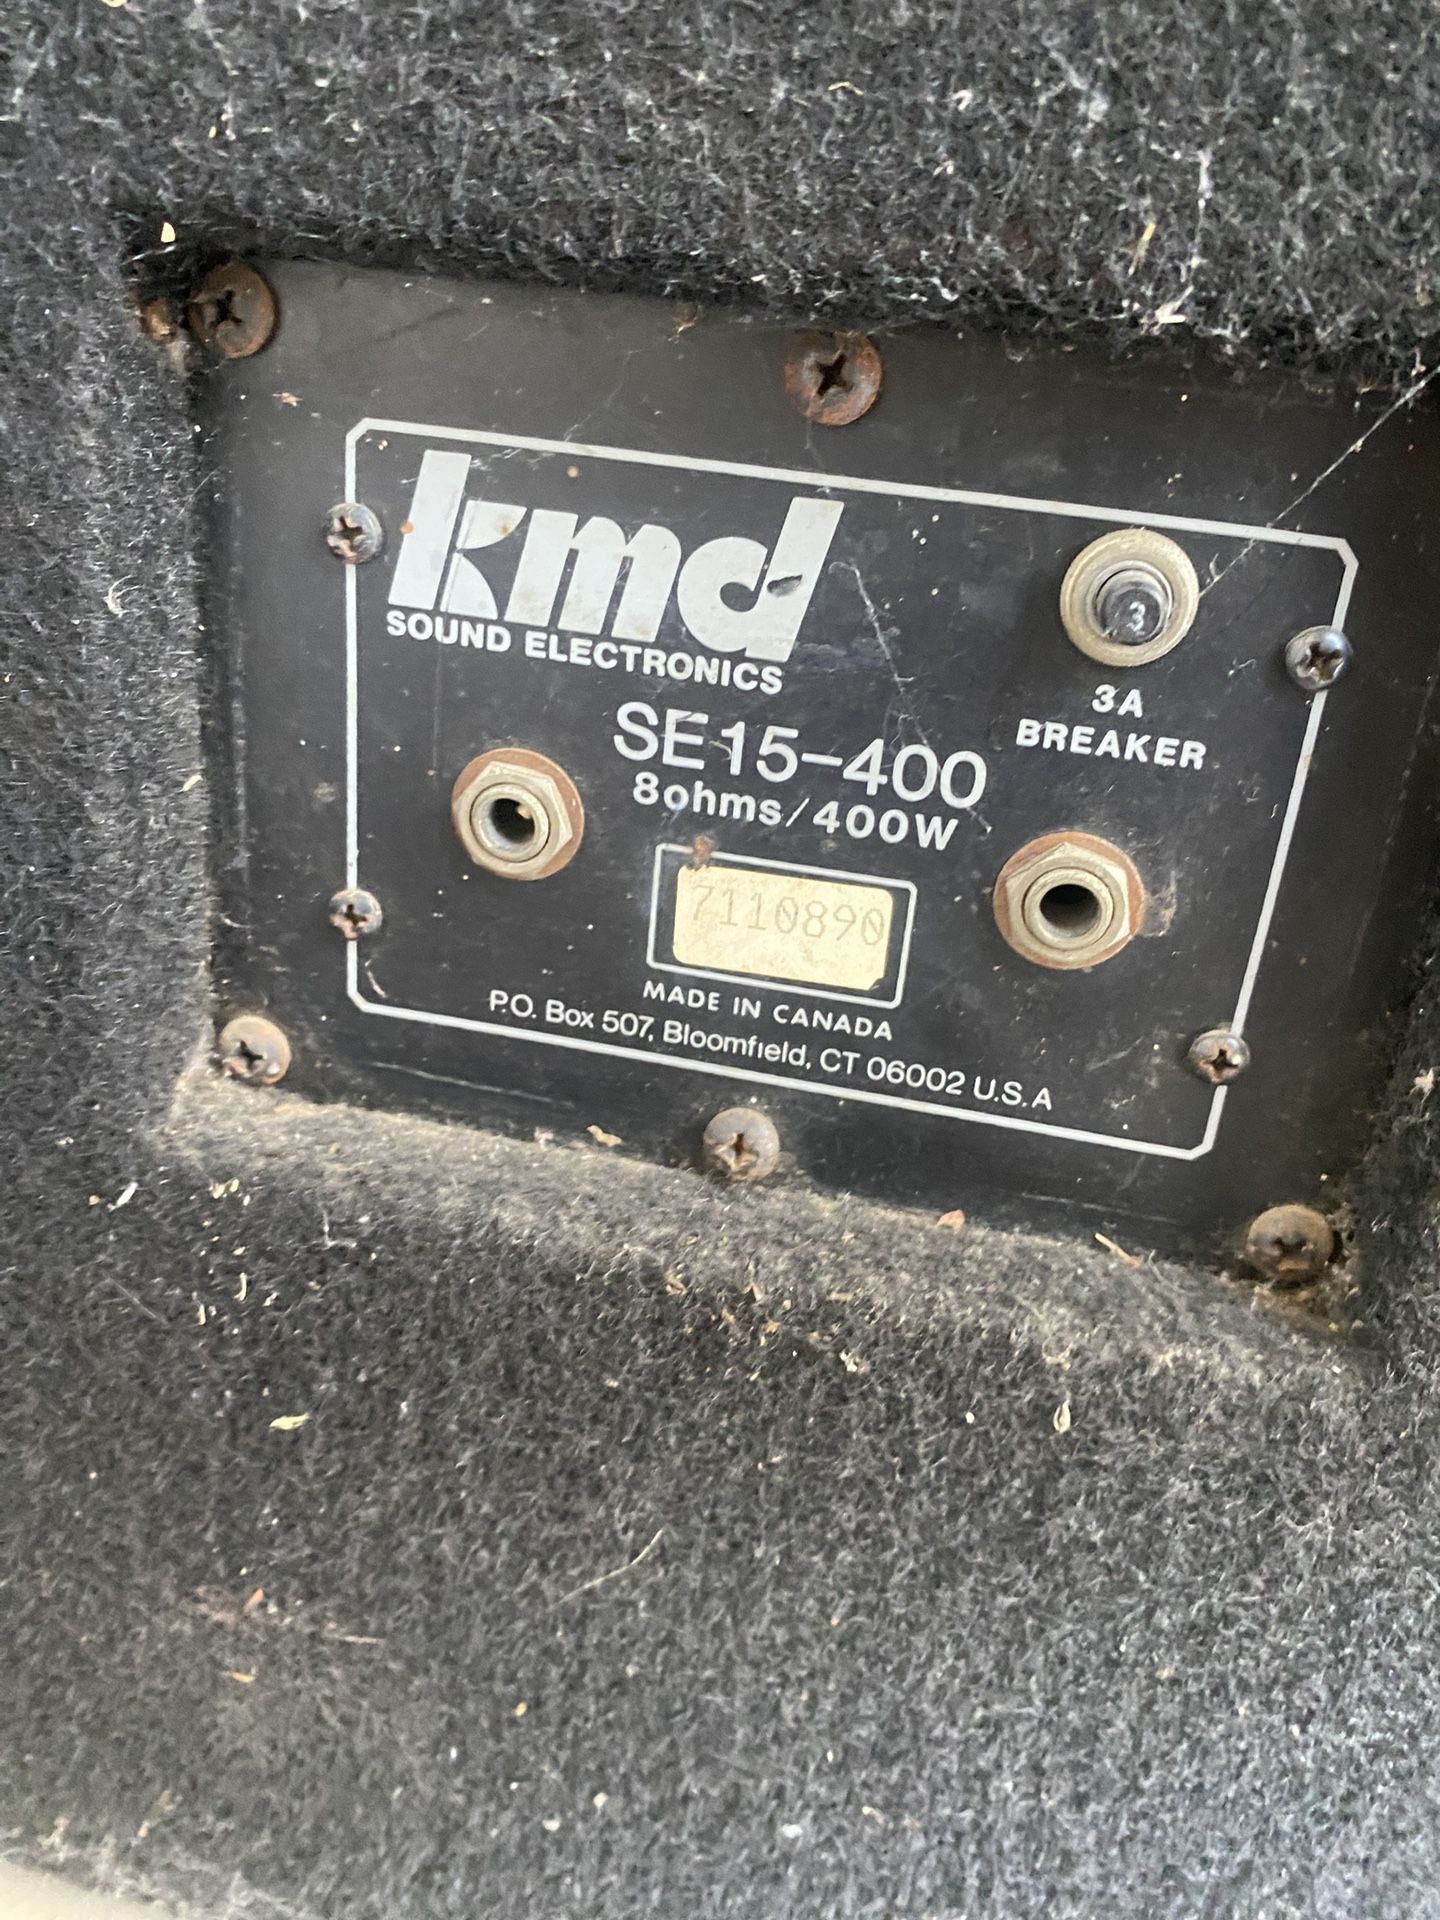 kmd
SOUND ELECTRONICS
3
3A
BREAKER
SE15-400
8ohms/400W
7110890
MADE IN CANADA
P.O. Box 507, Bloomfield, CT 06002 U.S.A